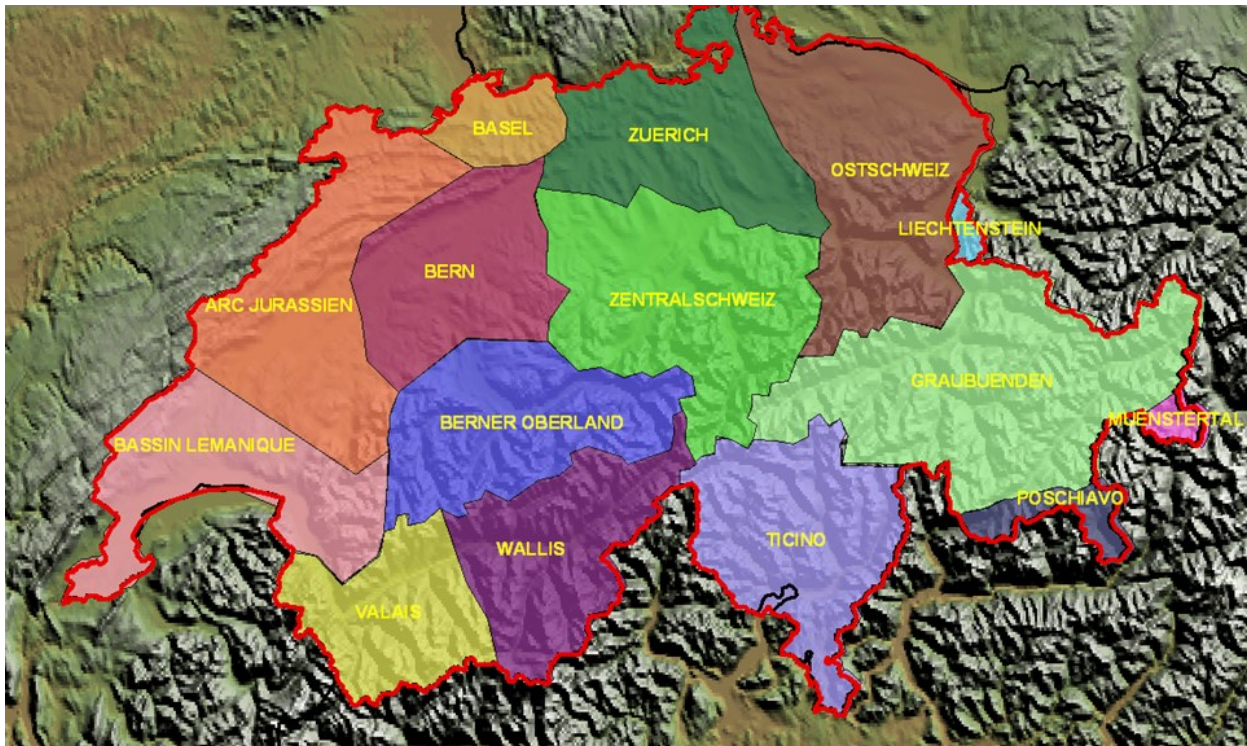 BASEL
ZUERICH
OSTSCHWEIZ
LIECHTENSTEIN
BERN
ZENTRALSCHWEIZ
ARC JURASSIEN
GRAUBUENDEN
MUENSTERTAL
BERNER OBERLAND
BASSIN LEMANIQUE
POSCHIAVO
TICINO
WALLIS
VALAIS